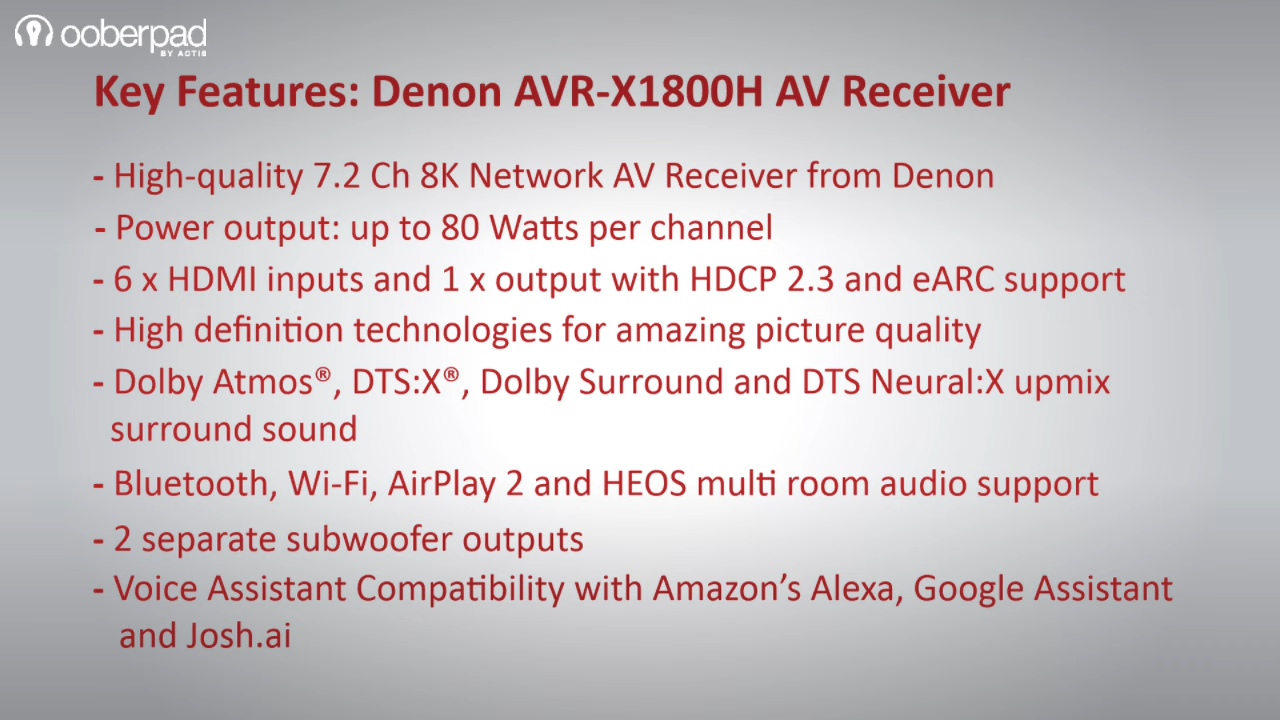 ooberpad
BY ACTIS
Key Features: Denon AVR-X1800H AV Receiver
- High-quality 7.2 Ch 8K Network AV Receiver from Denon
- Power output: up to 80 Watts per channel
- 6 x HDMI inputs and 1 x output with HDCP 2.3 and eARC support
- High definition technologies for amazing picture quality
- Dolby Atmos®, DTS:X®, Dolby Surround and DTS Neural:X upmix
surround sound
- Bluetooth, Wi-Fi, AirPlay 2 and HEOS multi room audio support
- 2 separate subwoofer outputs
- Voice Assistant Compatibility with Amazon’s Alexa, Google Assistant
and Josh.ai